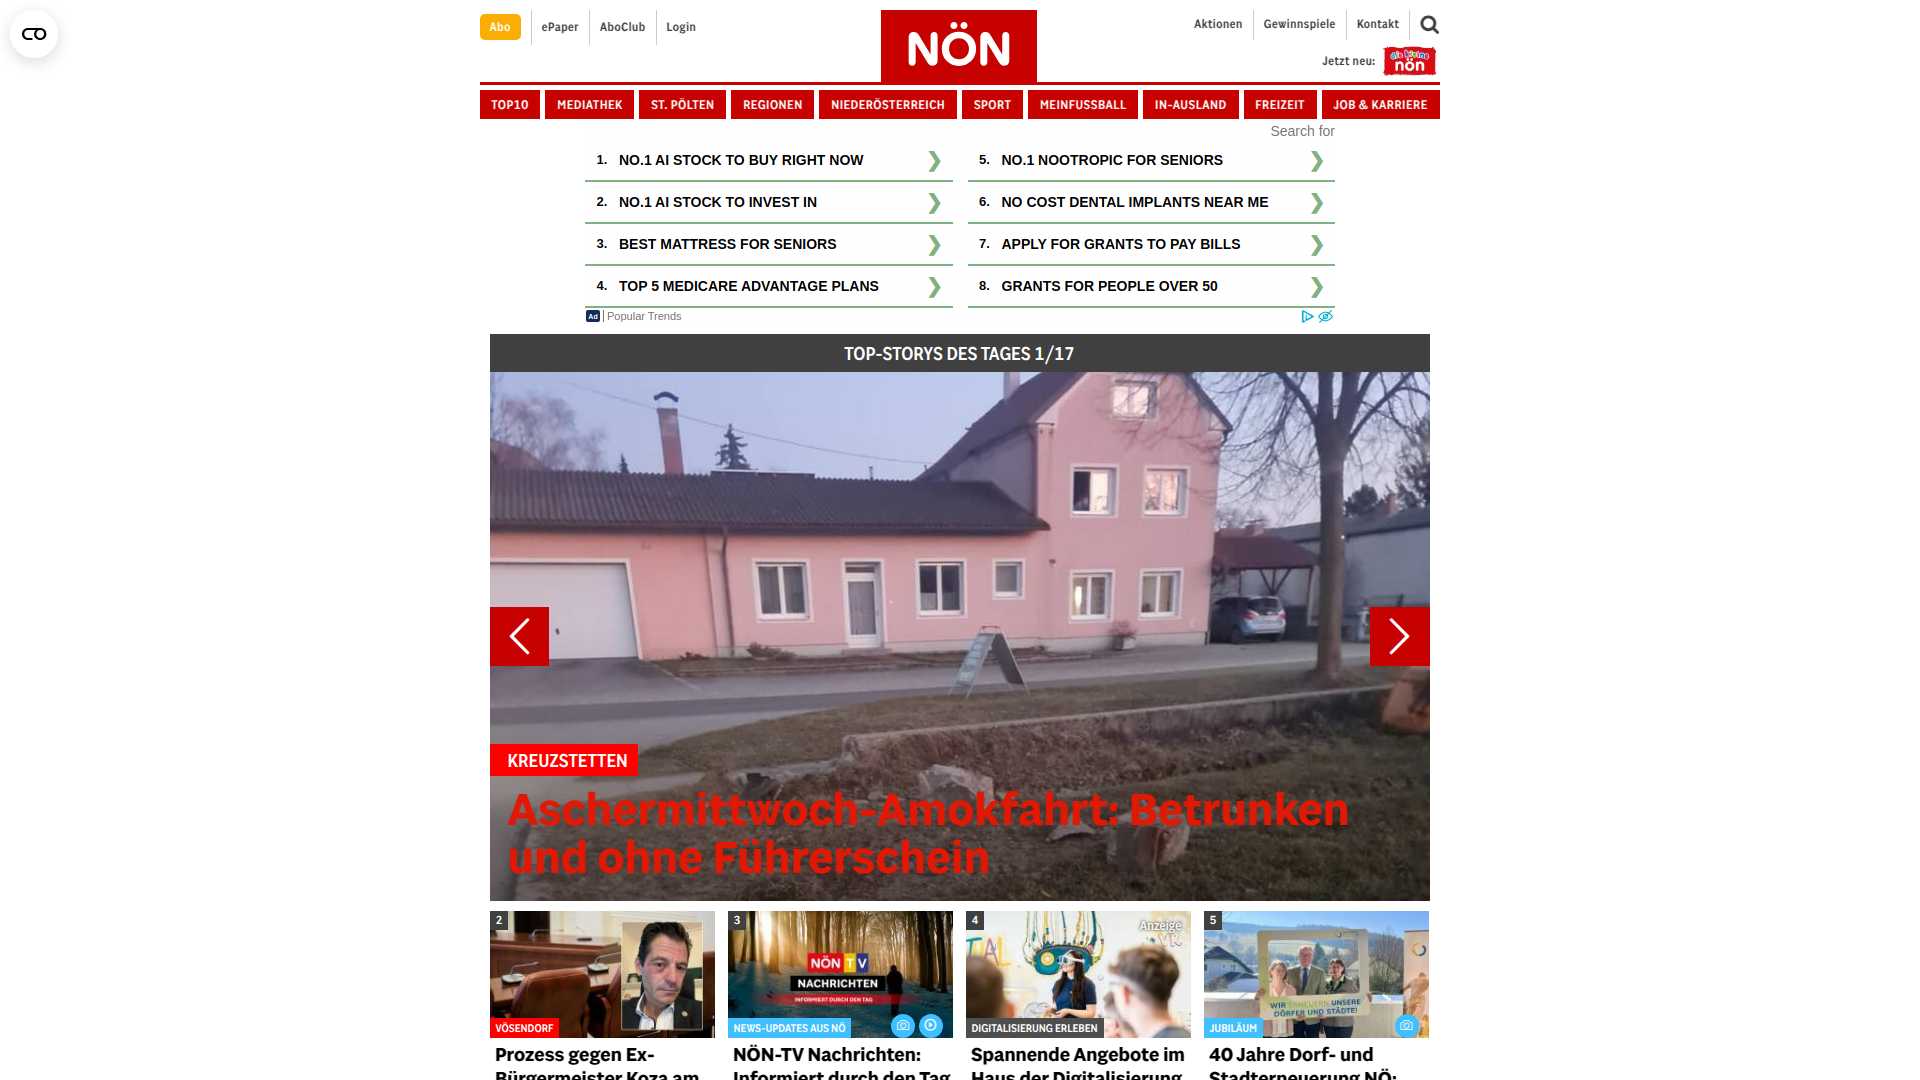 Abo
ePaper
AboClub
Login
NÖN
Aktionen
Gewinnspiele
Kontakt
Jetzt neu:
die kleine
nön
TOP10
MEDIATHEK
ST. PÖLTEN
REGIONEN
NIEDERÖSTERREICH
SPORT
MEINFUSSBALL
IN-AUSLAND
FREIZEIT
JOB & KARRIERE
Search for
1. NO.1 AI STOCK TO BUY RIGHT NOW
2. NO.1 AI STOCK TO INVEST IN
3. BEST MATTRESS FOR SENIORS
4. TOP 5 MEDICARE ADVANTAGE PLANS
5. NO.1 NOOTROPIC FOR SENIORS
6. NO COST DENTAL IMPLANTS NEAR ME
7. APPLY FOR GRANTS TO PAY BILLS
8. GRANTS FOR PEOPLE OVER 50
Ad | Popular Trends
TOP-STORYS DES TAGES 1/17
KREUZSTETTEN
Aschermittwoch-Amokfahrt: Betrunken
und ohne Führerschein
2
VÖSENDORF
Prozess gegen Ex-
Bürgermeister Koza am
3
NÖN TV
NACHRICHTEN
INFORMIERT DURCH DEN TAG
NEWS-UPDATES AUS NÖ
NÖN-TV Nachrichten:
Informiert durch den Tag
4
Anzeige
DIGITALISIERUNG ERLEBEN
Spannende Angebote im
Haus der Digitalisierung
5
WIR ERNEUERN UNSERE
DÖRFER UND STÄDTE!
JUBILÄUM
40 Jahre Dorf- und
Stadterneuerung NÖ: